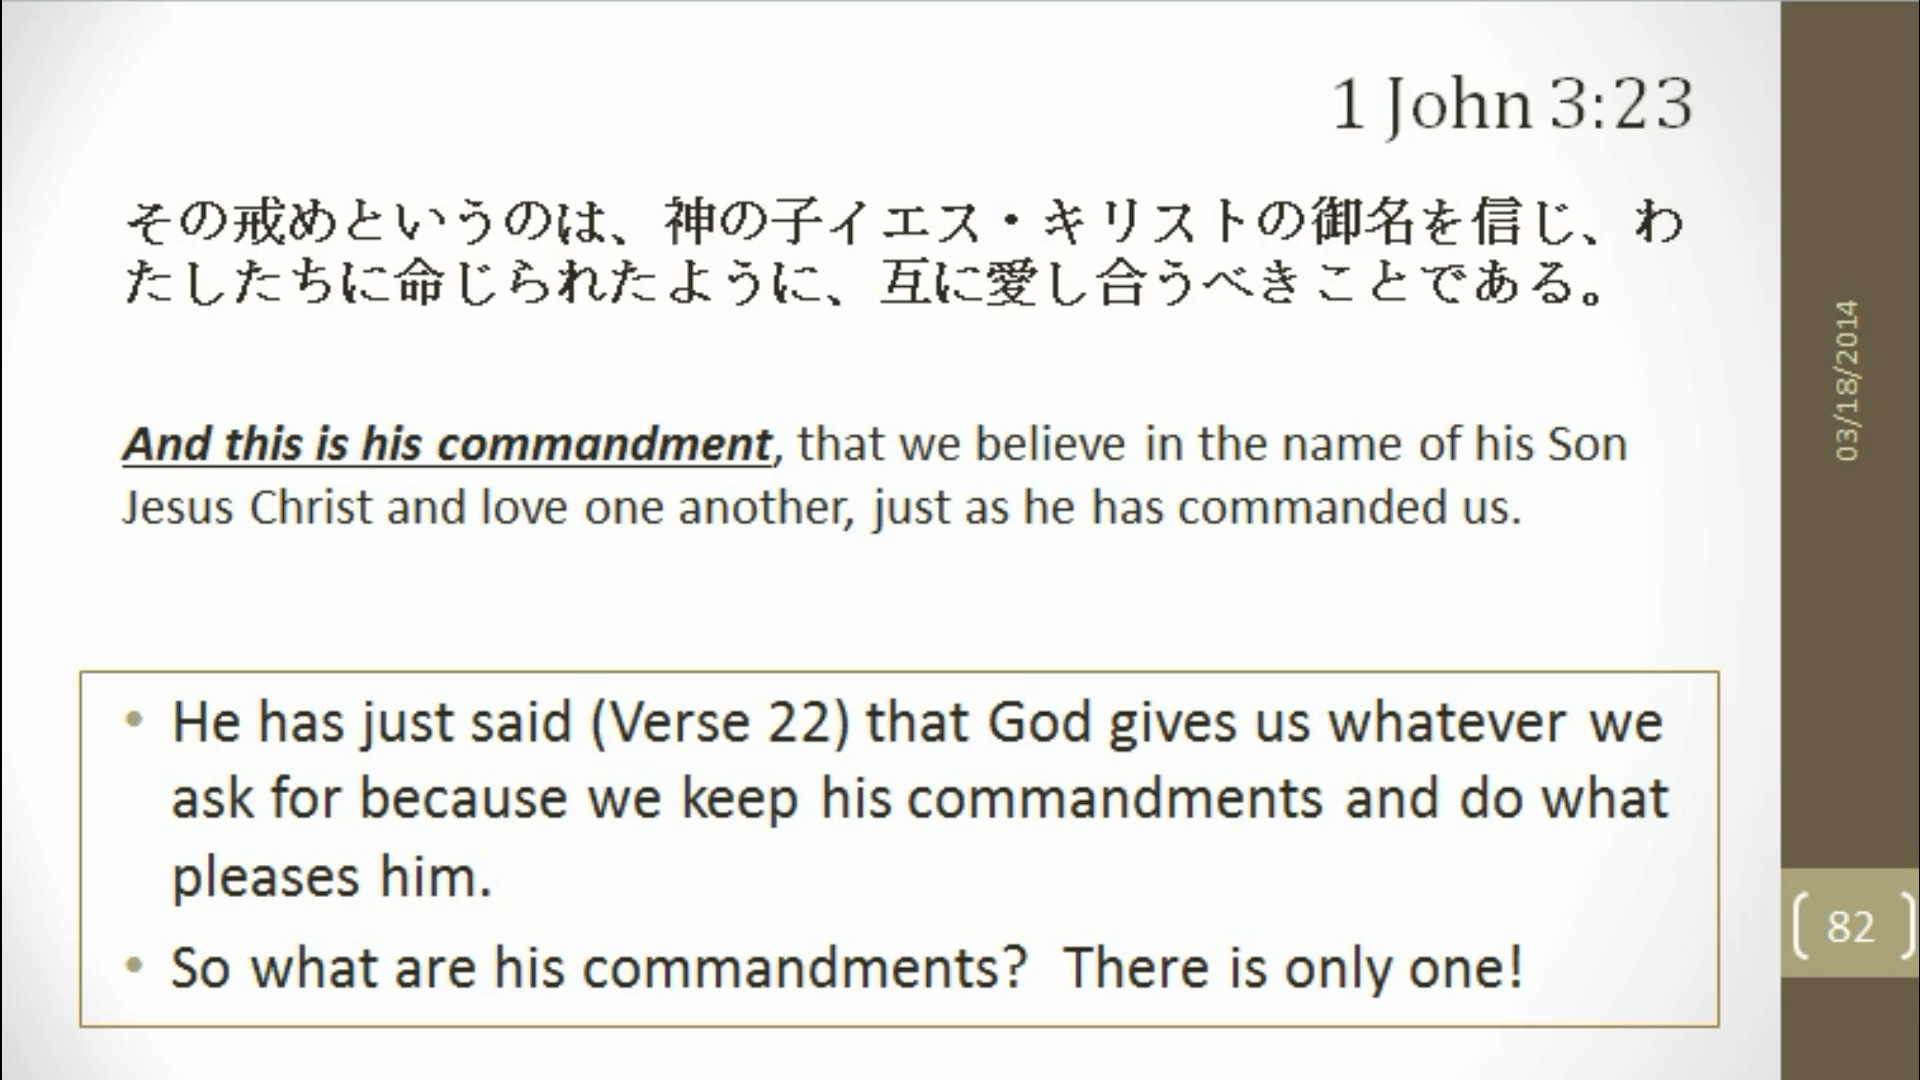 1 John 3:23
その戒めというのは、神の子イエス・キリストの御名を信じ、わ
たしたちに命じられたように、互に愛し合うべきことである。
And this is his commandment, that we believe in the name of his Son
Jesus Christ and love one another, just as he has commanded us.
• He has just said (Verse 22) that God gives us whatever we
ask for because we keep his commandments and do what
pleases him.
• So what are his commandments?  There is only one!
03/18/2014
82